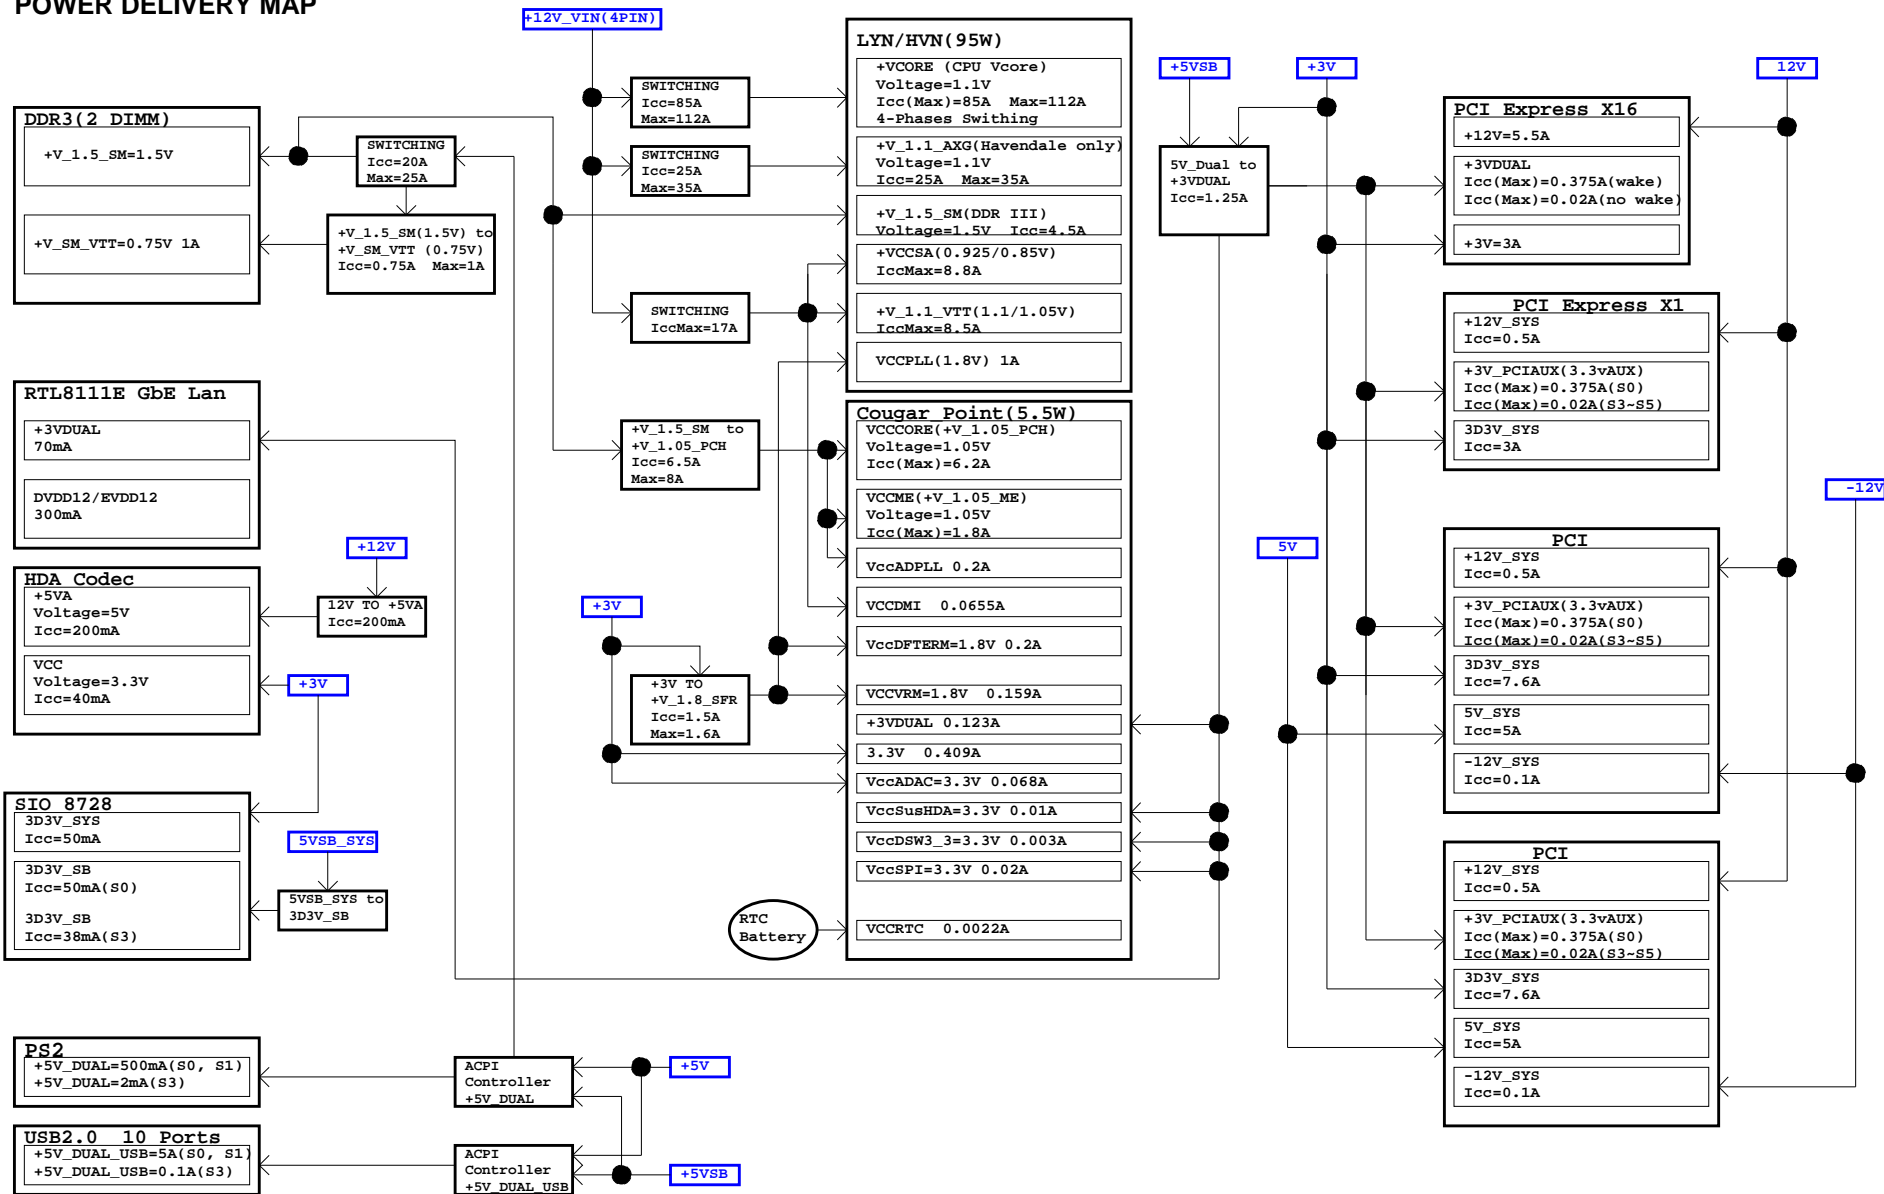 POWER DELIVERY MAP
+12V_VIN(4PIN)
DDR3(2 DIMM)
+V_1.5_SM=1.5V
+V_SM_VTT=0.75V 1A
SWITCHING
Icc=20A
Max=25A
+V_1.5_SM(1.5V) to
+V_SM_VTT (0.75V)
Icc=0.75A Max=1A
RTL8111E GbE Lan
+3VDUAL
70mA
DVDD12/EVDD12
300mA
+12V
HDA Codec
+5VA
Voltage=5V
Icc=200mA
VCC
Voltage=3.3V
Icc=40mA
12V TO +5VA
Icc=200mA
+3V
SIO 8728
3D3V_SYS
Icc=50mA
3D3V_SB
Icc=50mA(S0)
3D3V_SB
Icc=38mA(S3)
5VSB_SYS
5VSB_SYS to
3D3V_SB
PS2
+5V_DUAL=500mA(S0, S1)
+5V_DUAL=2mA(S3)
USB2.0 10 Ports
+5V_DUAL_USB=5A(S0, S1)
+5V_DUAL_USB=0.1A(S3)
ACPI
Controller
+5V_DUAL
ACPI
Controller
+5V_DUAL_USB
+5V
+5VSB
SWITCHING
Icc=85A
Max=112A
SWITCHING
Icc=25A
Max=35A
SWITCHING
IccMax=17A
+V_1.5_SM to
+V_1.05_PCH
Icc=6.5A
Max=8A
+3V
+3V TO
+V_1.8_SFR
Icc=1.5A
Max=1.6A
RTC
Battery
LYN/HVN(95W)
+VCORE (CPU Vcore)
Voltage=1.1V
Icc(Max)=85A Max=112A
4-Phases Swithing
+V_1.1_AXG(Havendale only)
Voltage=1.1V
Icc=25A Max=35A
+V_1.5_SM(DDR III)
Voltage=1.5V Icc=4.5A
+VCCSA(0.925/0.85V)
IccMax=8.8A
+V_1.1_VTT(1.1/1.05V)
IccMax=8.5A
VCCPLL(1.8V) 1A
Cougar Point(5.5W)
VCCCORE(+V_1.05_PCH)
Voltage=1.05V
Icc(Max)=6.2A
VCCME(+V_1.05_ME)
Voltage=1.05V
Icc(Max)=1.8A
VccADPLL 0.2A
VCCDMI 0.0655A
VccDFTERM=1.8V 0.2A
VCCVRM=1.8V 0.159A
+3VDUAL 0.123A
3.3V 0.409A
VccADAC=3.3V 0.068A
VccSusHDA=3.3V 0.01A
VccDSW3_3=3.3V 0.003A
VccSPI=3.3V 0.02A
VCCRTC 0.0022A
+5VSB
+3V
12V
5V_Dual to
+3VDUAL
Icc=1.25A
5V
-12V
PCI Express X16
+12V=5.5A
+3VDUAL
Icc(Max)=0.375A(wake)
Icc(Max)=0.02A(no wake)
+3V=3A
PCI Express X1
+12V_SYS
Icc=0.5A
+3V_PCIAUX(3.3vAUX)
Icc(Max)=0.375A(S0)
Icc(Max)=0.02A(S3~S5)
3D3V_SYS
Icc=3A
PCI
+12V_SYS
Icc=0.5A
+3V_PCIAUX(3.3vAUX)
Icc(Max)=0.375A(S0)
Icc(Max)=0.02A(S3~S5)
3D3V_SYS
Icc=7.6A
5V_SYS
Icc=5A
-12V_SYS
Icc=0.1A
PCI
+12V_SYS
Icc=0.5A
+3V_PCIAUX(3.3vAUX)
Icc(Max)=0.375A(S0)
Icc(Max)=0.02A(S3~S5)
3D3V_SYS
Icc=7.6A
5V_SYS
Icc=5A
-12V_SYS
Icc=0.1A